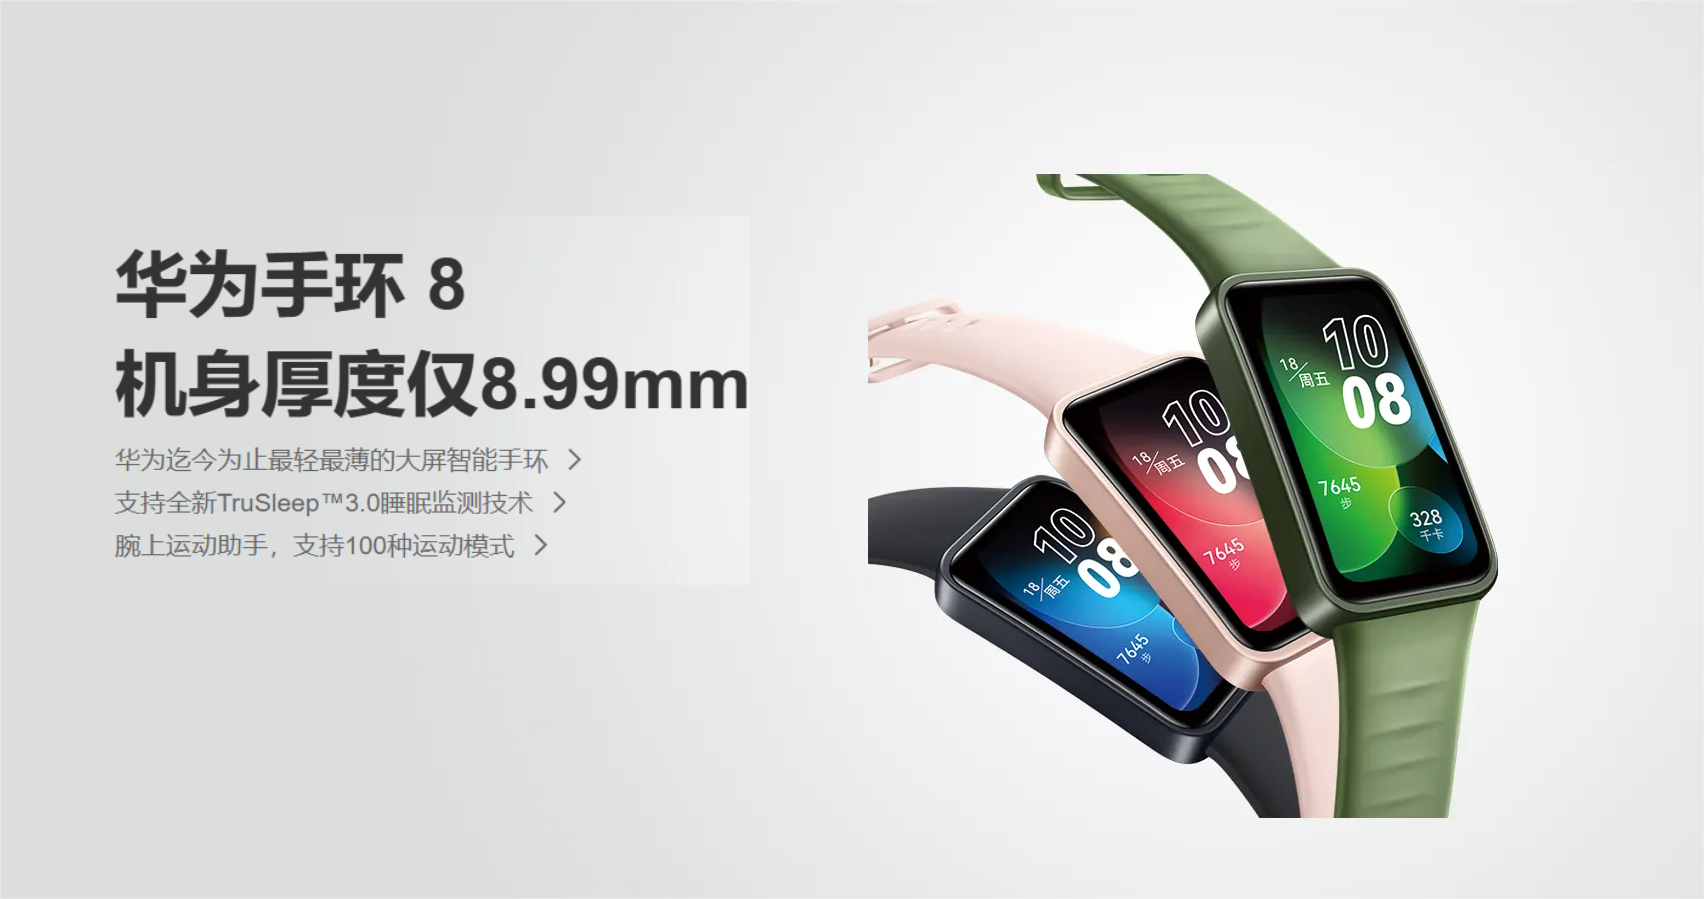 华为手环 8
机身厚度仅8.99mm
华为迄今为止最轻最薄的大屏智能手环 >
支持全新TruSleep™3.0睡眠监测技术 >
腕上运动助手，支持100种运动模式 >
10
08
18/周五
7645
步
328
千卡
10
08
18/周五
7645
步
10
08
18/周五
7645
步